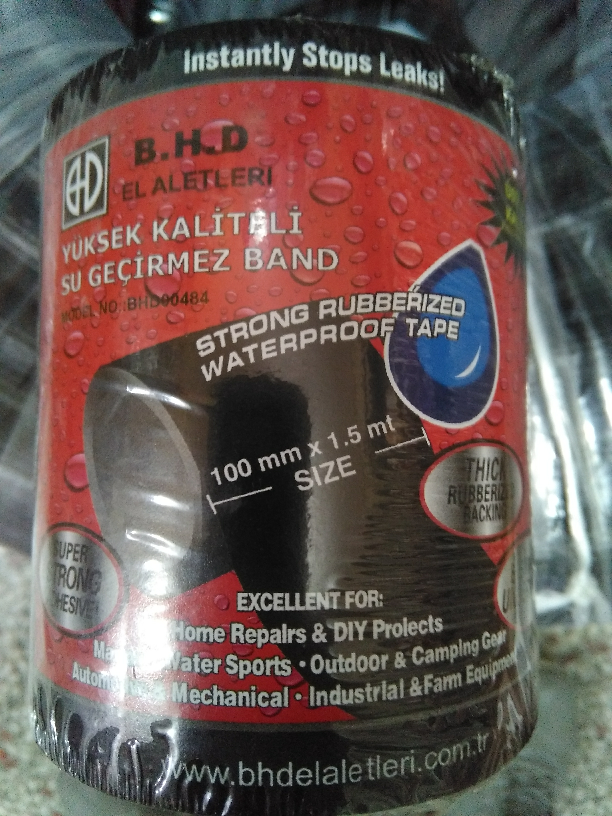 Instantly Stops Leaks!
B.H.D
EL ALETLERI
YÜKSEK KALİTELİ
SU GEÇİRMEZ BAND
MODEL NO :BHD00484
STRONG RUBBERİZED
WATERPROOF TAPE
100 mm x 1.5 mt
SIZE
THICK
RUBBERIZED
BACKING
SUPER
STRONG
EXCELLENT FOR:
Home Repairs & DIY Prolects
Water Sports • Outdoor & Camping Gear
Mechanical • Industrial &Farm Equipment
www.bhdelaletleri.com.tr